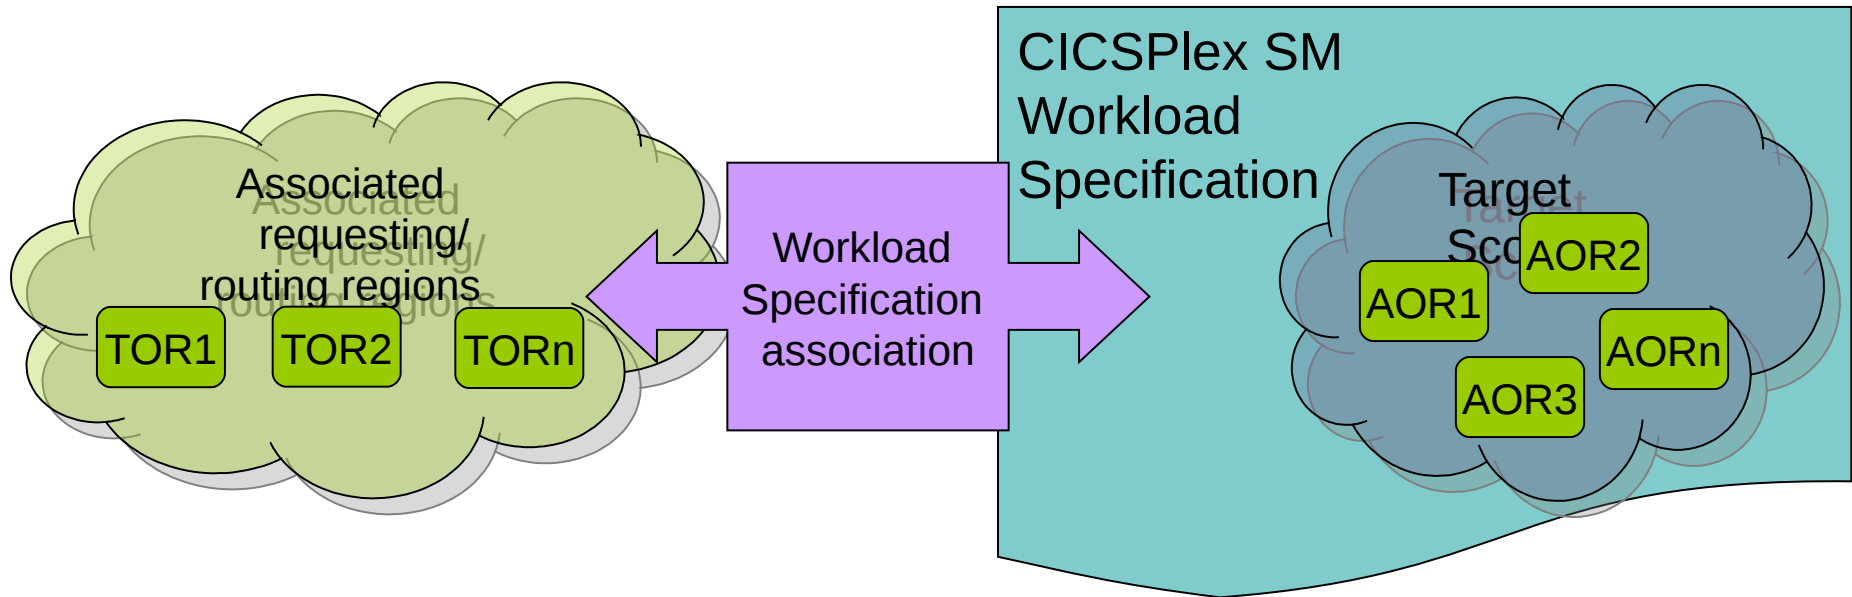 CICSPlex SM
Workload
Specification
Associated
requesting/
routing regions
TOR1
TOR2
TORn
Workload
Specification
association
Target
Sco
AOR2
AOR1
AORn
AOR3